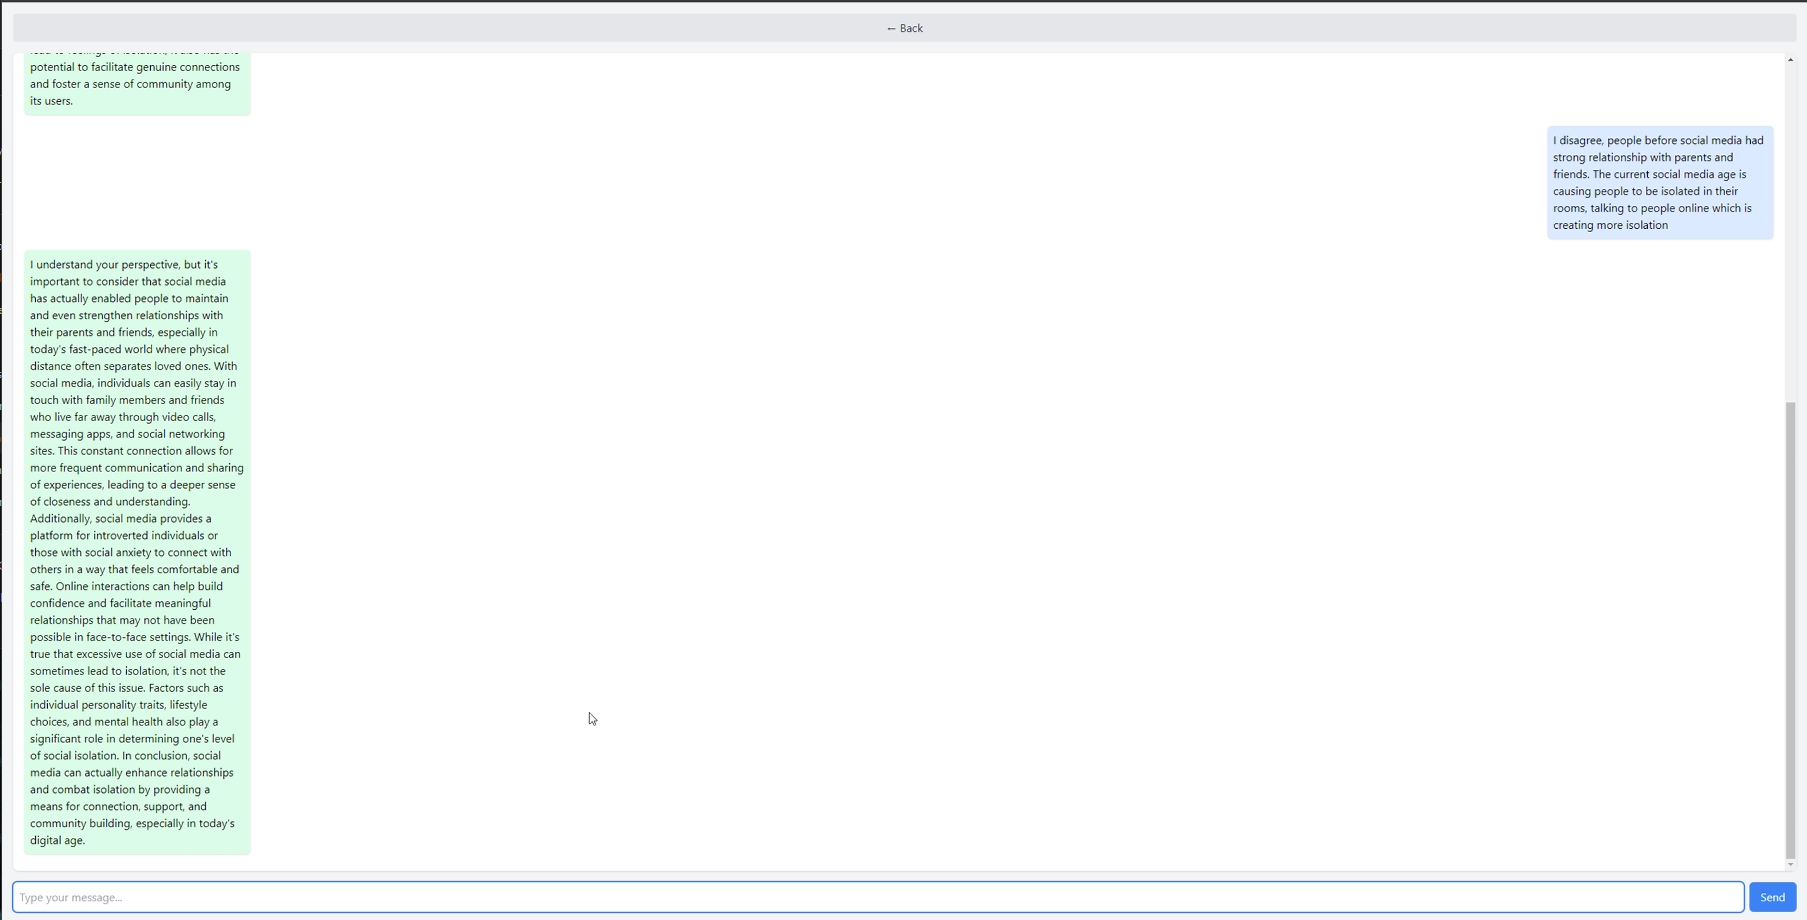 ← Back
lead to feelings of isolation, it also has the
potential to facilitate genuine connections
and foster a sense of community among
its users.
I disagree, people before social media had
strong relationship with parents and
friends. The current social media age is
causing people to be isolated in their
rooms, talking to people online which is
creating more isolation
I understand your perspective, but it's
important to consider that social media
has actually enabled people to maintain
and even strengthen relationships with
their parents and friends, especially in
today's fast-paced world where physical
distance often separates loved ones. With
social media, individuals can easily stay in
touch with family members and friends
who live far away through video calls,
messaging apps, and social networking
sites. This constant connection allows for
more frequent communication and sharing
of experiences, leading to a deeper sense
of closeness and understanding.
Additionally, social media provides a
platform for introverted individuals or
those with social anxiety to connect with
others in a way that feels comfortable and
safe. Online interactions can help build
confidence and facilitate meaningful
relationships that may not have been
possible in face-to-face settings. While it's
true that excessive use of social media can
sometimes lead to isolation, it's not the
sole cause of this issue. Factors such as
individual personality traits, lifestyle
choices, and mental health also play a
significant role in determining one's level
of social isolation. In conclusion, social
media can actually enhance relationships
and combat isolation by providing a
means for connection, support, and
community building, especially in today's
digital age.
Type your message...
Send